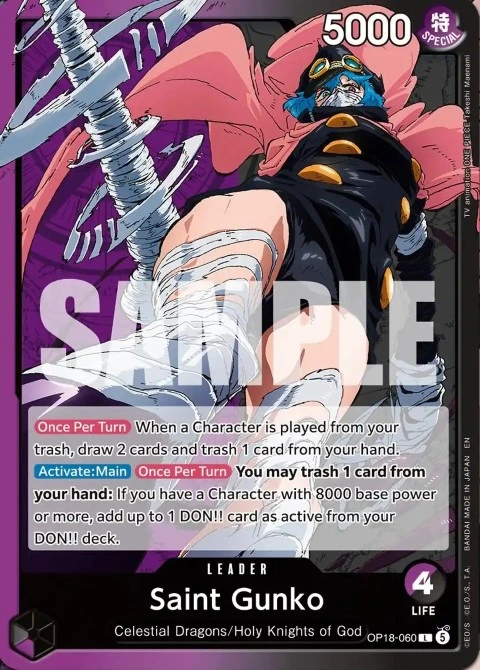 5000
特
SPECIAL
TV animation ONE PIECE Takeshi Maenami
SAMPLE
Once Per Turn When a Character is played from your
trash, draw 2 cards and trash 1 card from your hand.
Activate:Main Once Per Turn You may trash 1 card from
your hand: If you have a Character with 8000 base power
or more, add up to 1 DON!! card as active from your
DON!! deck.
LEADER
Saint Gunko
Celestial Dragons/Holy Knights of God
4
LIFE
OP18-060 L 5
©E.O/S ©E.O./S., T.A. BANDAI MADE IN JAPAN EN